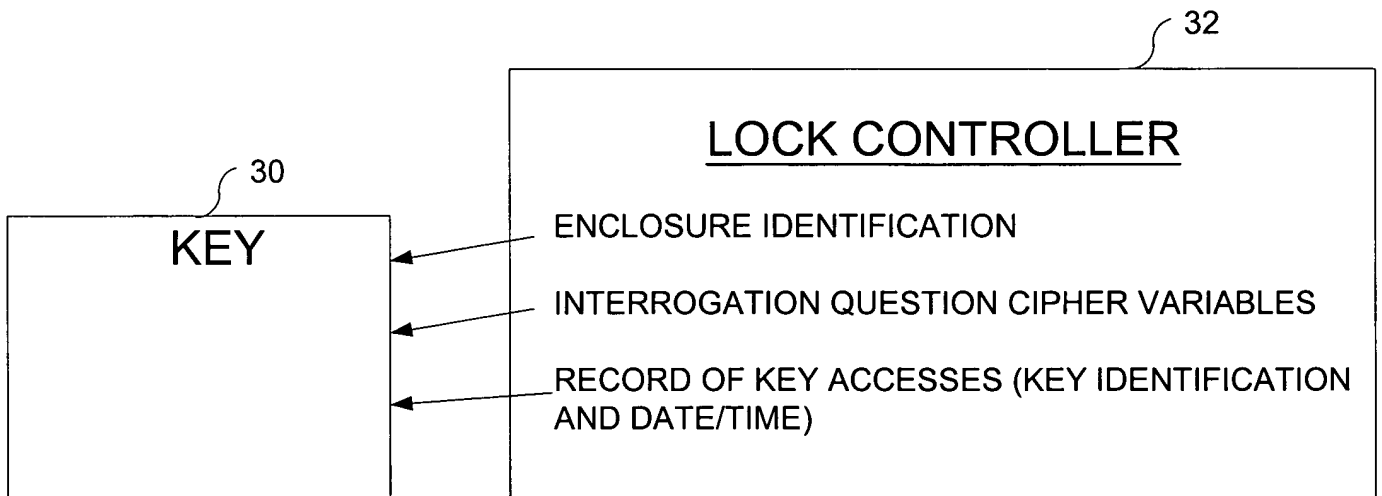 32
LOCK CONTROLLER
30
KEY
ENCLOSURE IDENTIFICATION
INTERROGATION QUESTION CIPHER VARIABLES
RECORD OF KEY ACCESSES (KEY IDENTIFICATION
AND DATE/TIME)